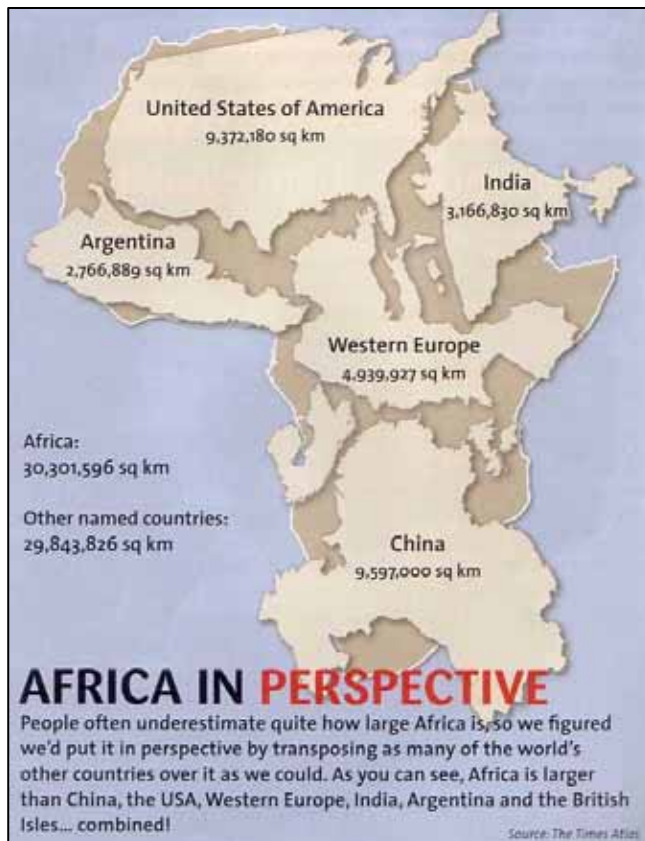 United States of America
9,372,180 sq km
India
3,166,830 sq km
Argentina
2,766,889 sq km
Western Europe
4,939,927 sq km
Africa:
30,301,596 sq km
Other named countries:
29,843,826 sq km
China
9,597,000 sq km
AFRICA IN PERSPECTIVE
People often underestimate quite how large Africa is, so we figured
we'd put it in perspective by transposing as many of the world's
other countries over it as we could. As you can see, Africa is larger
than China, the USA, Western Europe, India, Argentina and the British
Isles... combined!
Source: The Times Atlas